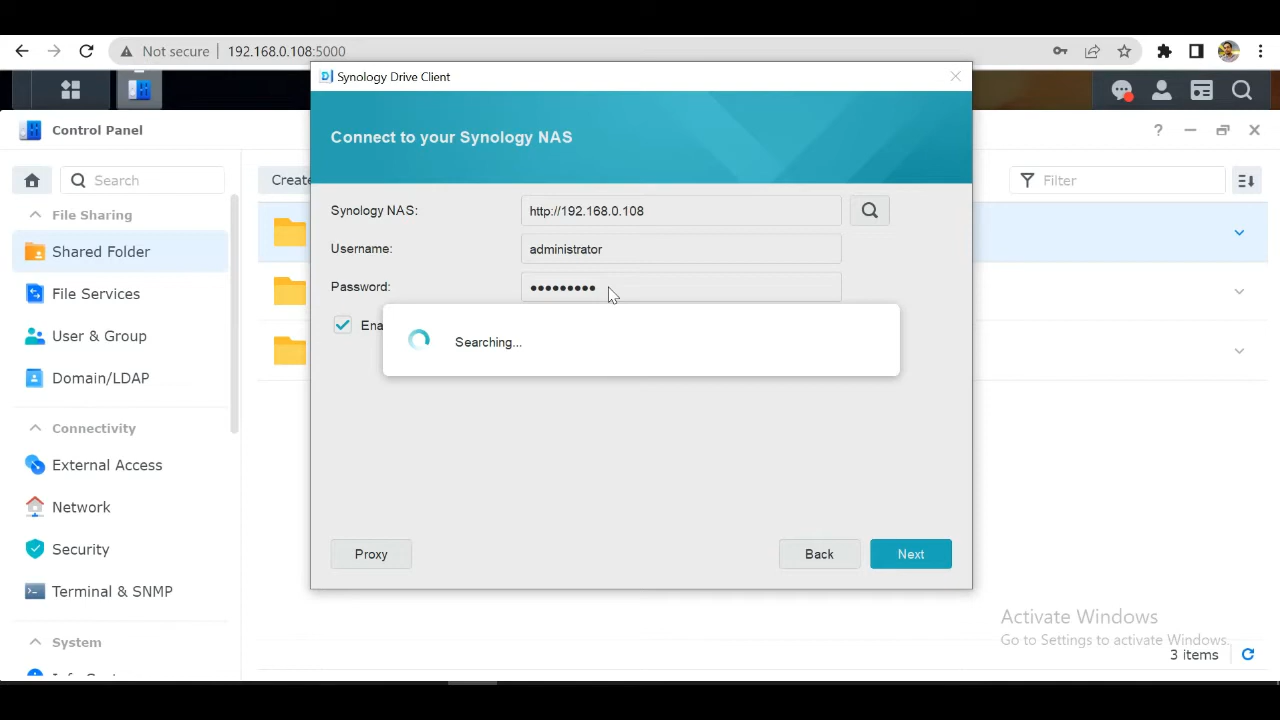 Not secure
192.168.0.108:5000
Synology Drive Client
Control Panel
Connect to your Synology NAS
Search
Create
Filter
File Sharing
Synology NAS:
http://192.168.0.108
Shared Folder
Username:
administrator
File Services
Password:
•••••••••
User & Group
Ena
Searching...
Domain/LDAP
Connectivity
External Access
Network
Security
Proxy
Back
Next
Terminal & SNMP
Activate Windows
Go to Settings to activate Windows.
System
3 items